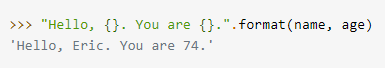 >>> "Hello, {}. You are {}.".format(name, age)
'Hello, Eric. You are 74.'